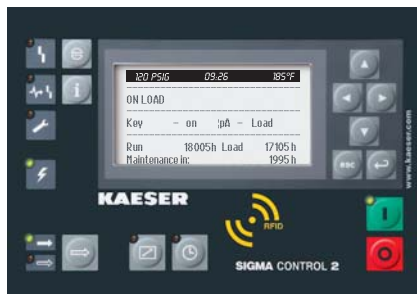 120 PSIG 09:26 185°F
ON LOAD
Key - on :pA - Load
Run 18005h Load 17105h
Maintenance in: 1995h
esc
www.kaeser.com
KAESER
RFID
SIGMA CONTROL 2
I
O